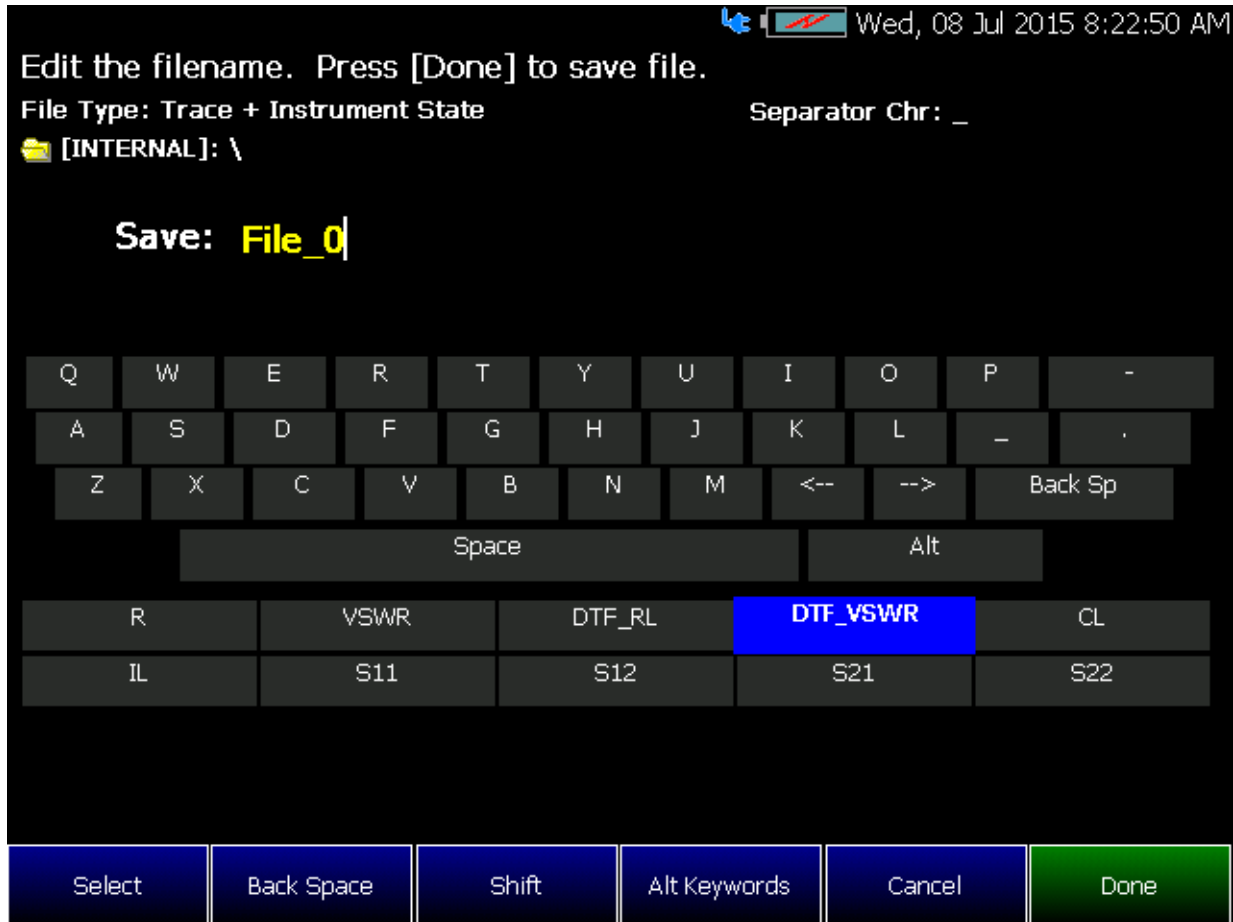 Wed, 08 Jul 2015 8:22:50 AM
Edit the filename. Press [Done] to save file.
File Type: Trace + Instrument State Separator Chr: _
[INTERNAL]: \
Save: File_0
Q W E R T Y U I O P -
A S D F G H J K L _ .
Z X C V B N M <-- --> Back Sp
Space Alt
R VSWR DTF_RL DTF_VSWR CL
IL S11 S12 S21 S22
Select Back Space Shift Alt Keywords Cancel Done